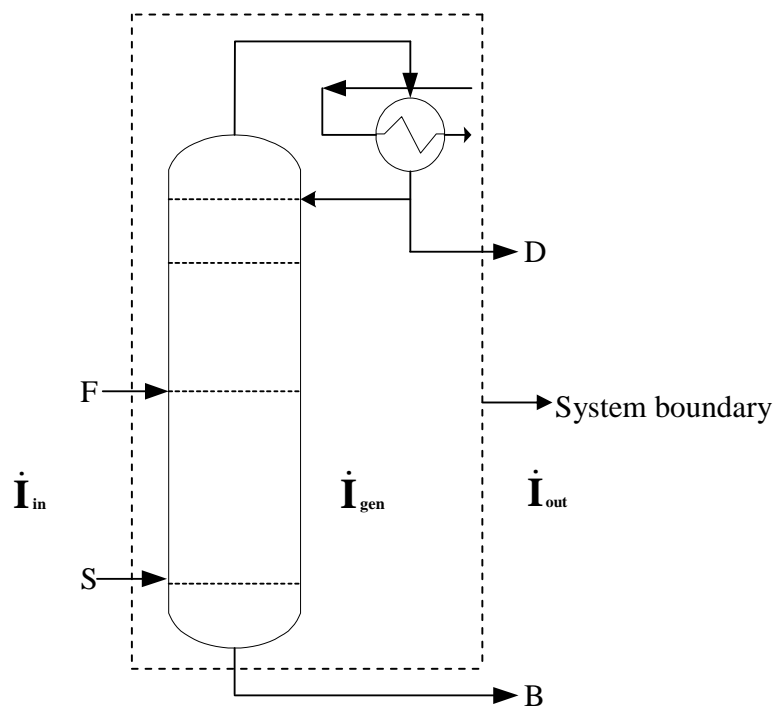 D
F
System boundary
İ in
İ gen
İ out
S
B